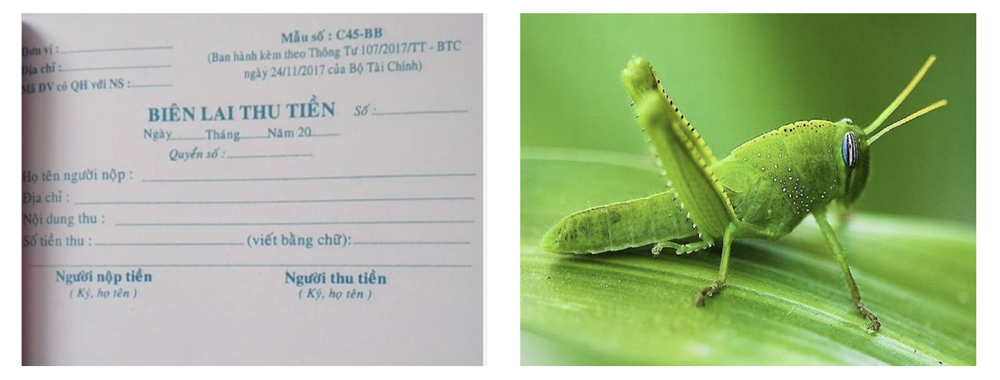 Đơn vị :
Địa chỉ :
Mã ĐV có QH với NS :
Mẫu số : C45-BB
(Ban hành kèm theo Thông Tư 107/2017/TT - BTC
ngày 24/11/2017 của Bộ Tài Chính)
BIÊN LAI THU TIỀN Số :
Ngày Tháng Năm 20
Quyển số :
Họ tên người nộp :
Địa chỉ :
Nội dung thu :
Số tiền thu : (viết bằng chữ):
Người nộp tiền
( Ký, họ tên )
Người thu tiền
( Ký, họ tên )